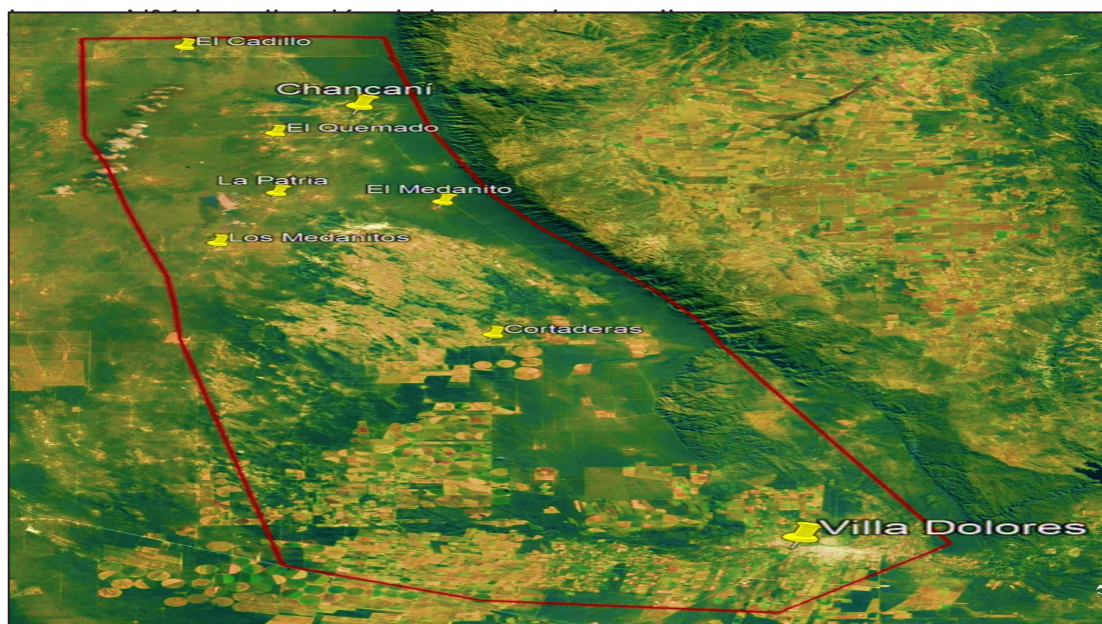 El Cadillo
Chancaní
El Quemado
La Patria
El Medanito
Los Medanitos
Cortaderas
Villa Dolores